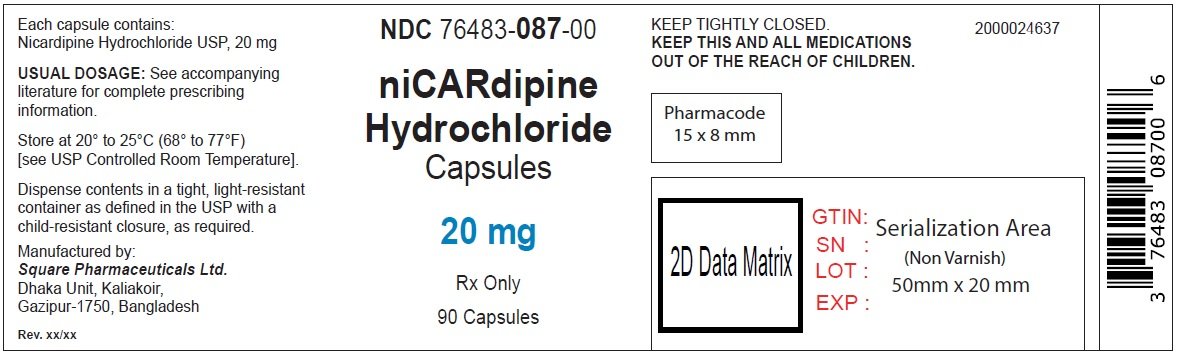 Each capsule contains:
Nicardipine Hydrochloride USP, 20 mg
USUAL DOSAGE: See accompanying
literature for complete prescribing
information.
Store at 20° to 25°C (68° to 77°F)
[see USP Controlled Room Temperature].
Dispense contents in a tight, light-resistant
container as defined in the USP with a
child-resistant closure, as required.
Manufactured by:
Square Pharmaceuticals Ltd.
Dhaka Unit, Kaliakoir,
Gazipur-1750, Bangladesh
Rev. xx/xx
NDC 76483-087-00
niCARdipine
Hydrochloride
Capsules
20 mg
Rx Only
90 Capsules
KEEP TIGHTLY CLOSED.
KEEP THIS AND ALL MEDICATIONS
OUT OF THE REACH OF CHILDREN.
2000024637
Pharmacode
15 x 8 mm
2D Data Matrix
GTIN:
SN :
LOT :
EXP :
Serialization Area
(Non Varnish)
50mm x 20 mm
3 76483 08700 6